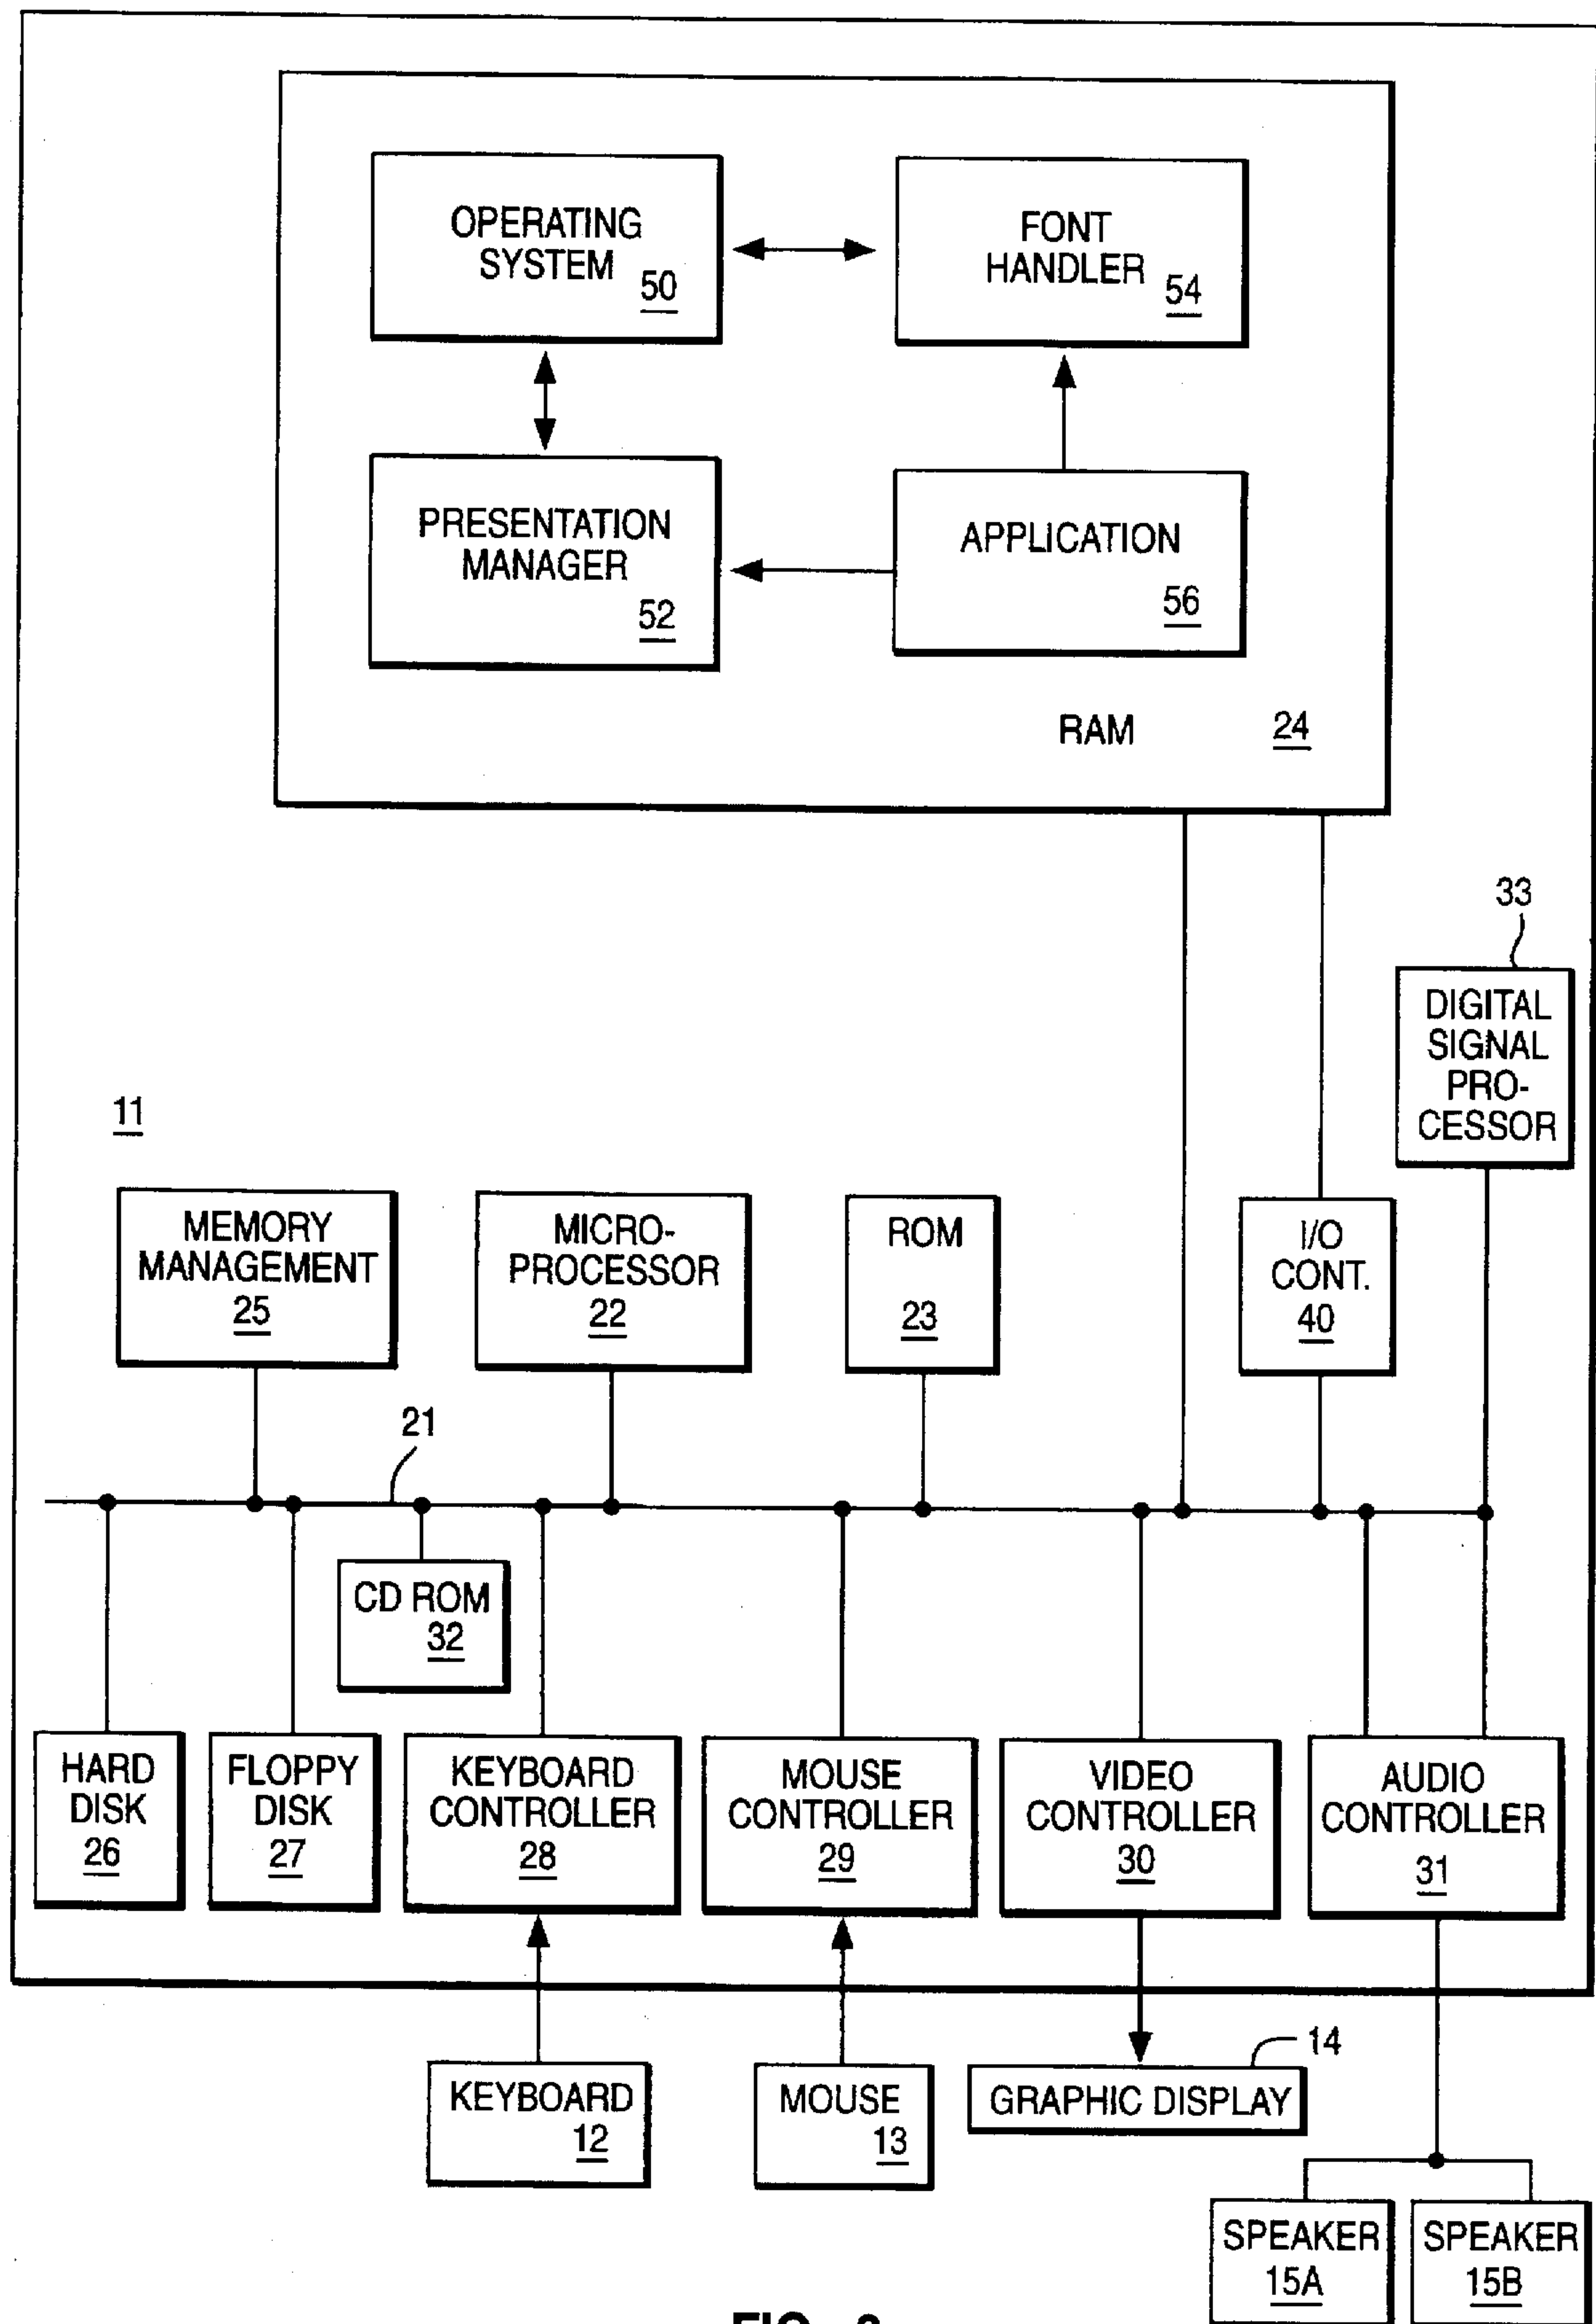 OPERATING
SYSTEM
50
FONT
HANDLER
54
PRESENTATION
MANAGER
52
APPLICATION
56
RAM
24
33
DIGITAL
SIGNAL
PRO-
CESSOR
11
MEMORY
MANAGEMENT
25
MICRO-
PROCESSOR
22
ROM
23
I/O
CONT.
40
21
CD ROM
32
HARD
DISK
26
FLOPPY
DISK
27
KEYBOARD
CONTROLLER
28
MOUSE
CONTROLLER
29
VIDEO
CONTROLLER
30
AUDIO
CONTROLLER
31
KEYBOARD
12
MOUSE
13
14
GRAPHIC DISPLAY
SPEAKER
15A
SPEAKER
15B